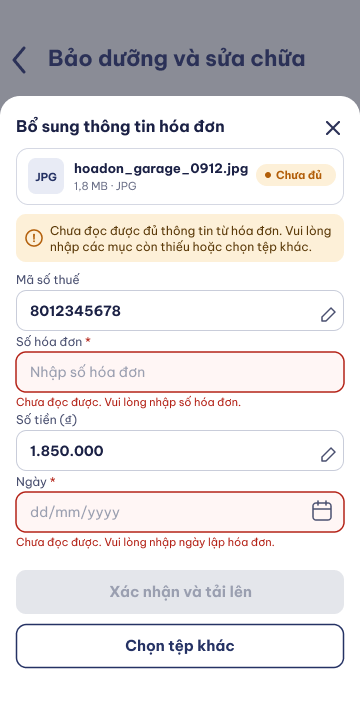 Bảo dưỡng và sửa chữa
Bổ sung thông tin hóa đơn
JPG
hoadon_garage_0912.jpg
Chưa đủ
1,8 MB · JPG
Chưa đọc được đủ thông tin từ hóa đơn. Vui lòng
nhập các mục còn thiếu hoặc chọn tệp khác.
Mã số thuế
8012345678
Số hóa đơn *
Nhập số hóa đơn
Chưa đọc được. Vui lòng nhập số hóa đơn.
Số tiền (₫)
1.850.000
Ngày *
dd/mm/yyyy
Chưa đọc được. Vui lòng nhập ngày lập hóa đơn.
Xác nhận và tải lên
Chọn tệp khác